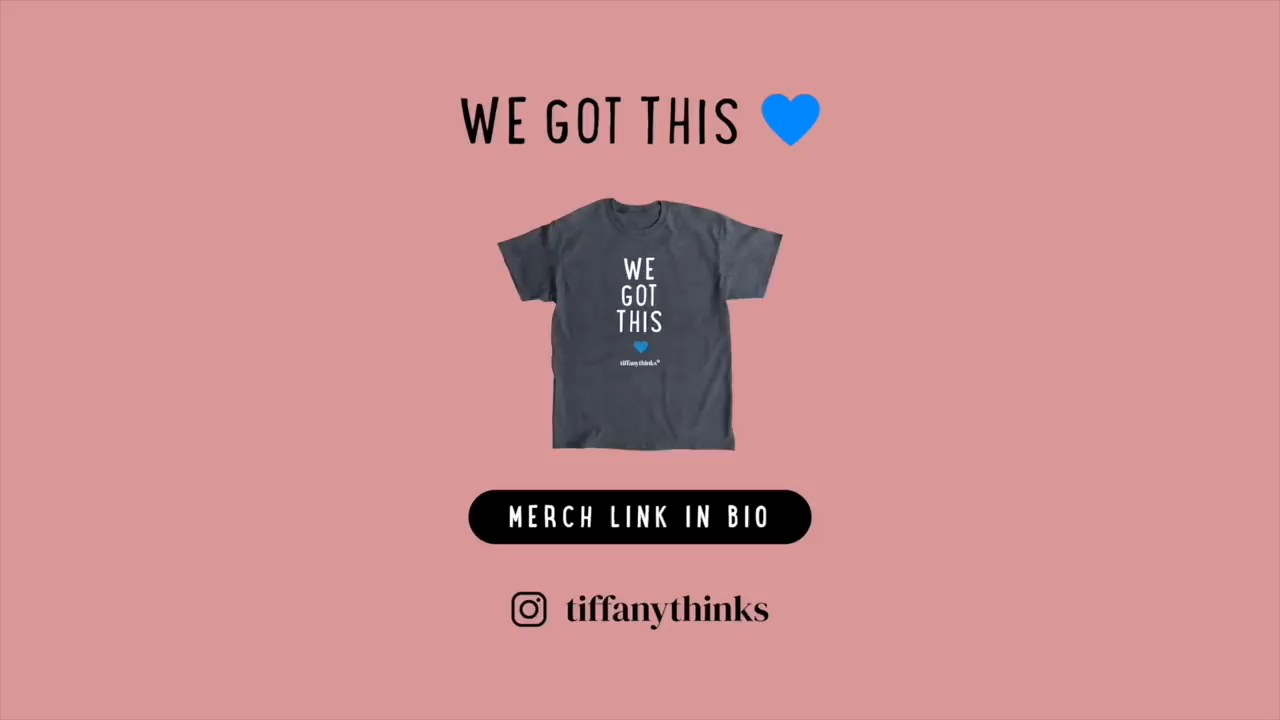 WE GOT THIS 💙
WE
GOT
THIS
tiffanythinks®
MERCH LINK IN BIO
tiffanythinks